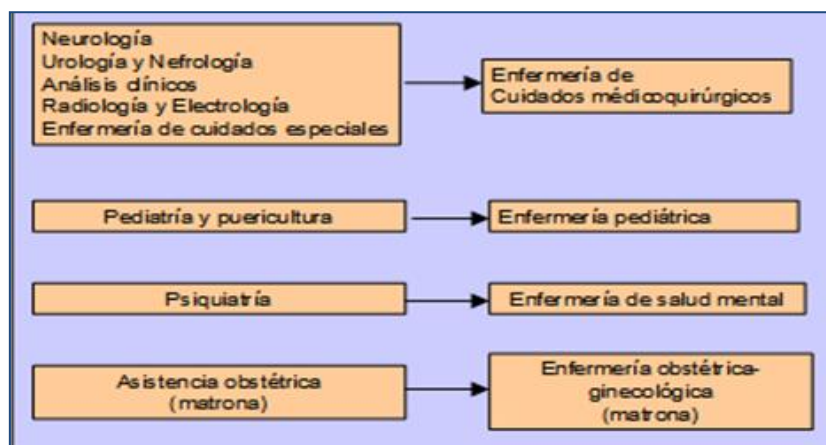 Neurología
Urología y Nefrología
Análisis clínicos
Radiología y Electrología
Enfermería de cuidados especiales
Enfermería de
Cuidados médicoquirúrgicos
Pediatría y puericultura
Enfermería pediátrica
Psiquiatría
Enfermería de salud mental
Asistencia obstétrica
(matrona)
Enfermería obstétrica-
ginecológica
(matrona)